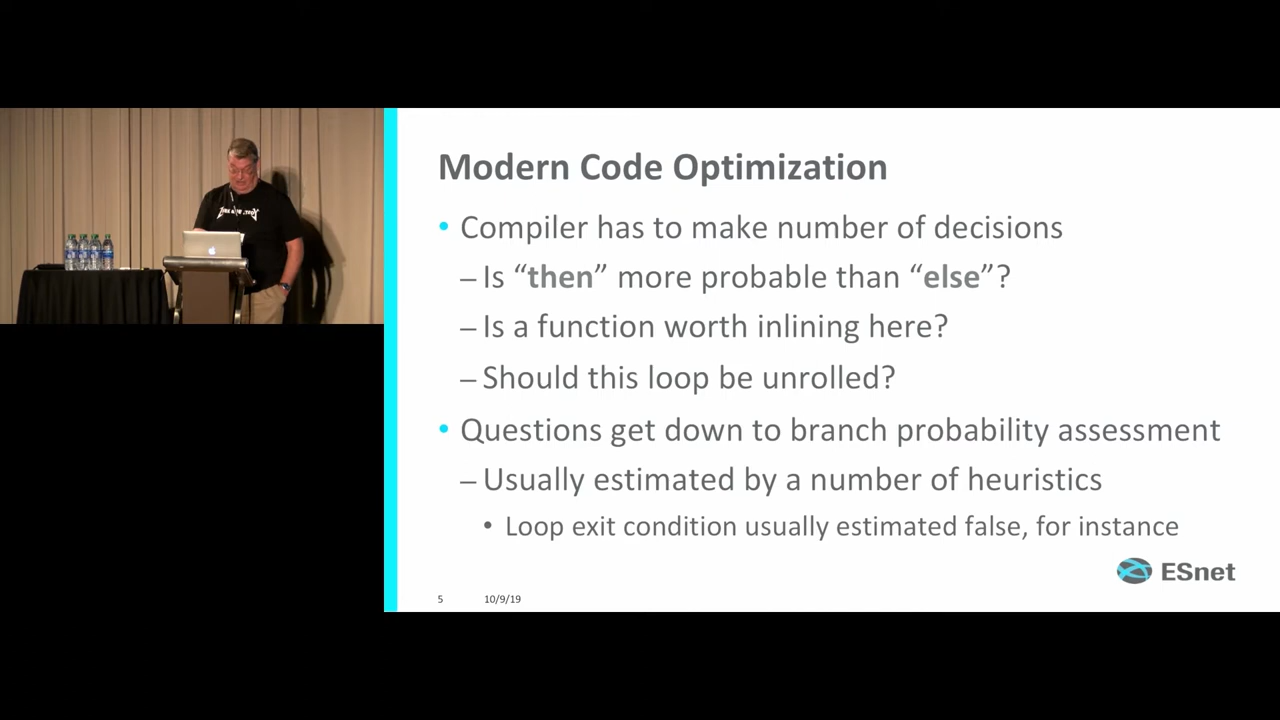 Modern Code Optimization
• Compiler has to make number of decisions
– Is “then” more probable than “else”?
– Is a function worth inlining here?
– Should this loop be unrolled?
• Questions get down to branch probability assessment
– Usually estimated by a number of heuristics
• Loop exit condition usually estimated false, for instance
ESnet
5 10/9/19